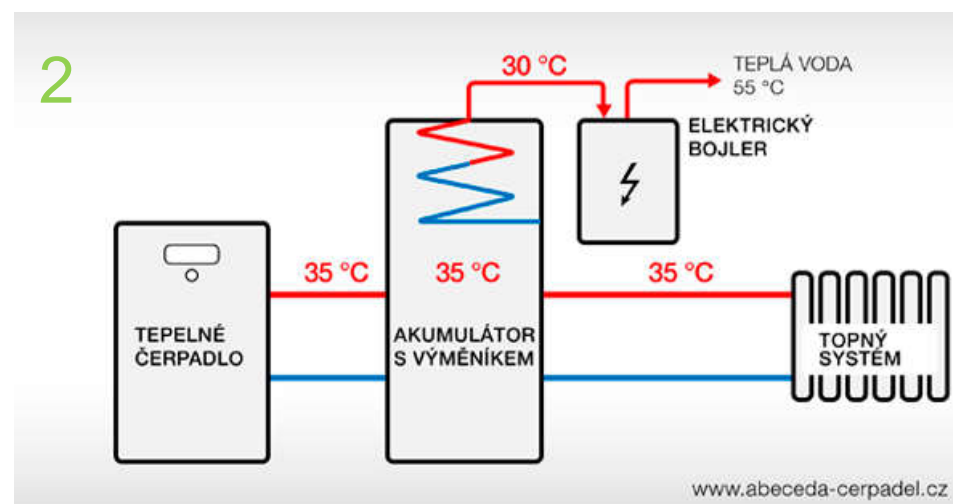 2
30 °C
TEPLÁ VODA
55 °C
ELEKTRICKÝ
BOJLER
35 °C
35 °C
35 °C
TEPELNÉ
ČERPADLO
AKUMULÁTOR
S VÝMĚNÍKEM
TOPNÝ
SYSTÉM
www.abeceda-cerpadel.cz